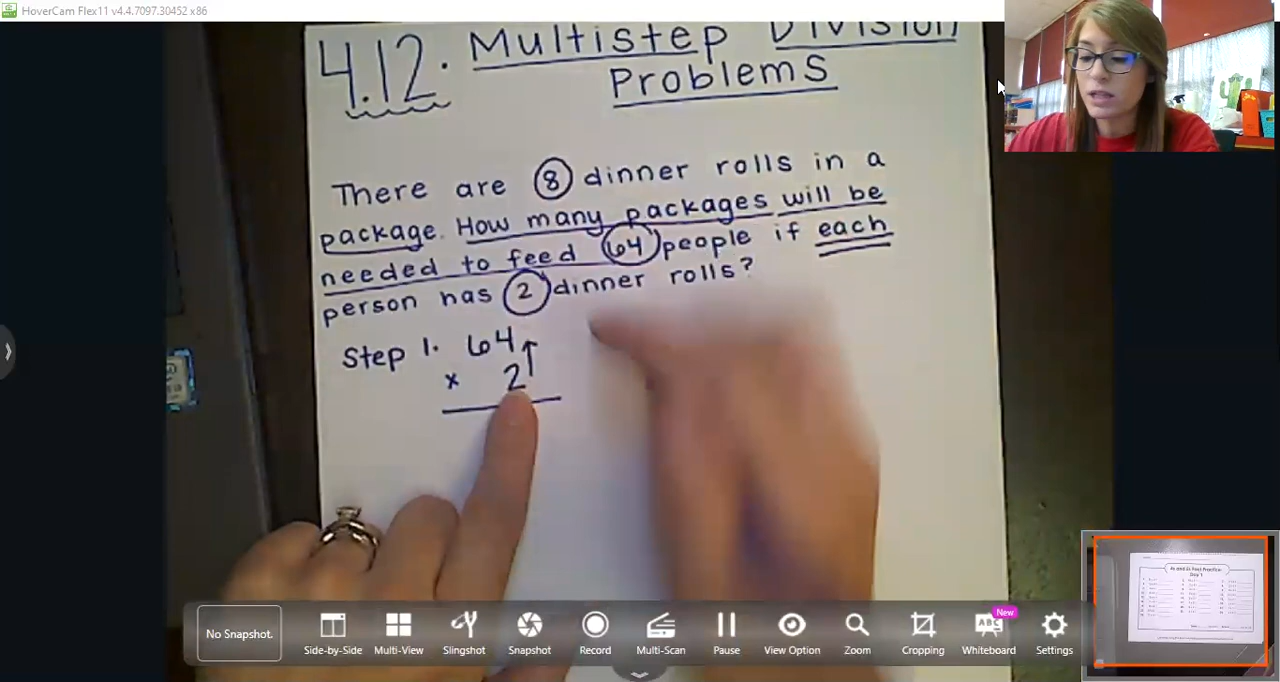 HoverCam Flex11 v4.4.7097.30452 x86
4.12. Multistep Division
Problems
There are 8 dinner rolls in a
package. How many packages will be
needed to feed 64 people if each
person has 2 dinner rolls?
Step 1. 64
x 2
No Snapshot.
Side-by-Side
Multi-View
Slingshot
Snapshot
Record
Multi-Scan
Pause
View Option
Zoom
Cropping
New
ABC
Whiteboard
Settings